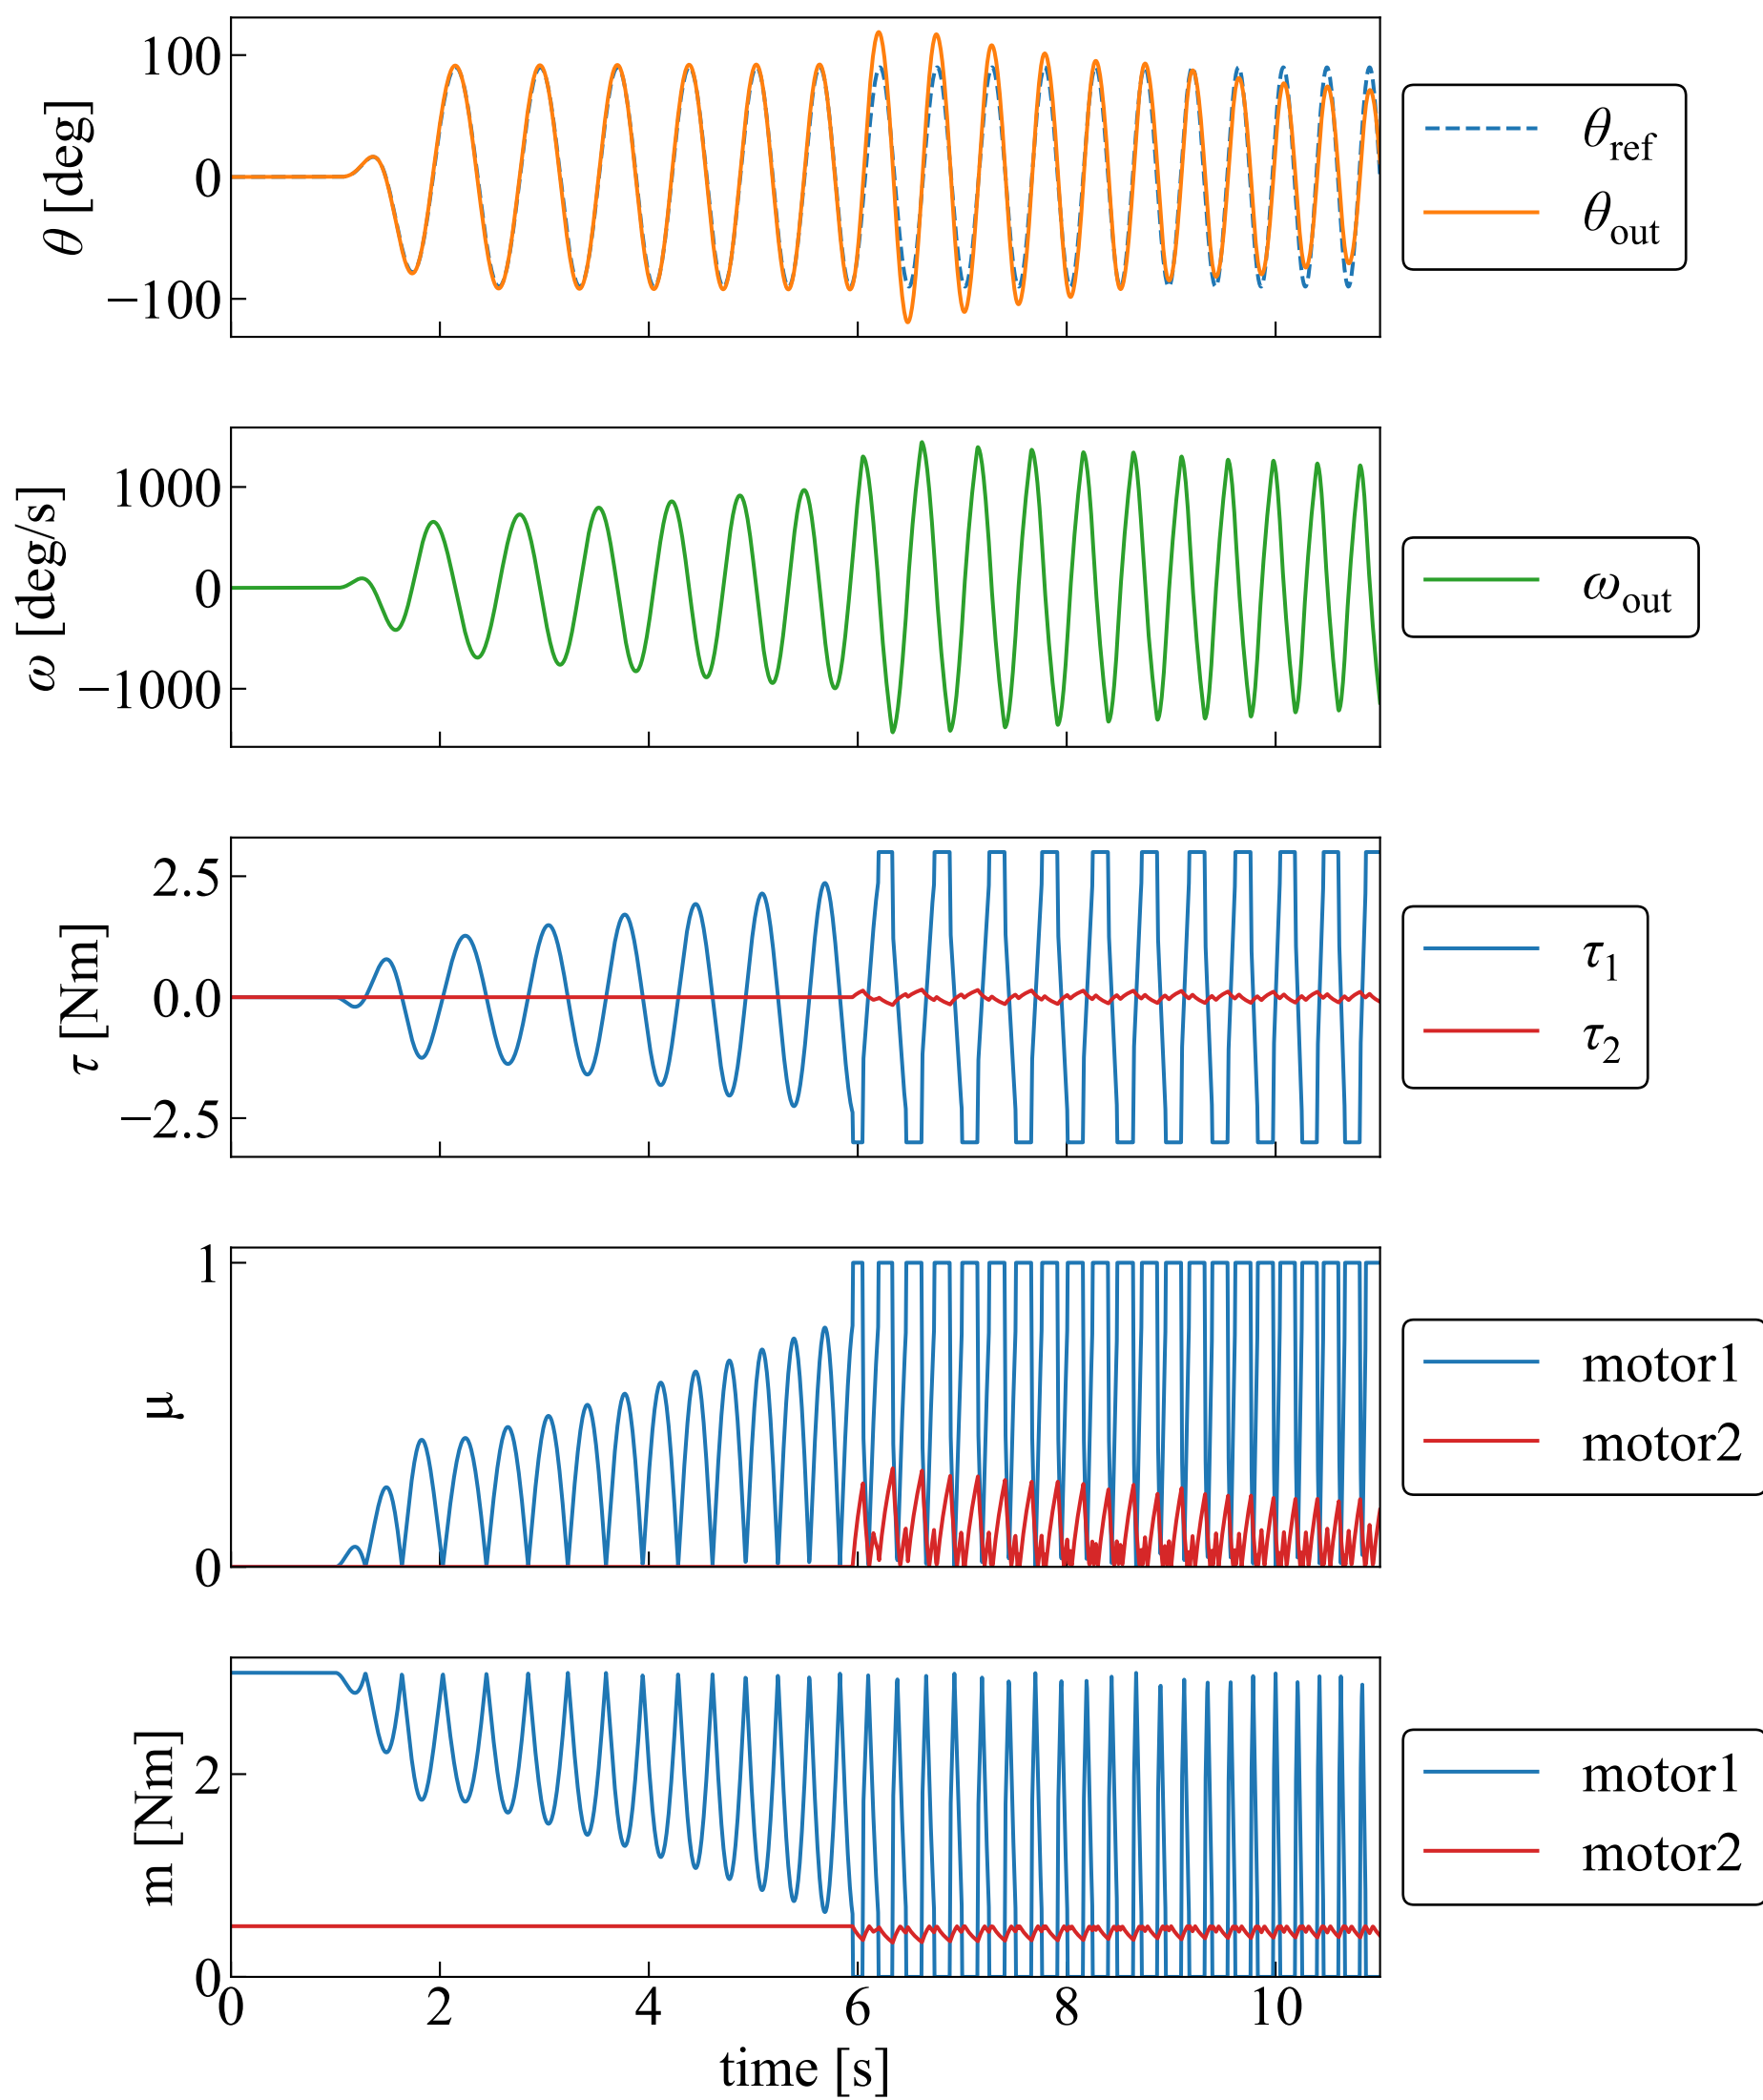 θ [deg]
100
0
−100
θref
θout
ω [deg/s]
1000
0
−1000
ωout
τ [Nm]
2.5
0.0
−2.5
τ1
τ2
μ
1
0
motor1
motor2
m [Nm]
2
0
motor1
motor2
0 2 4 6 8 10
time [s]